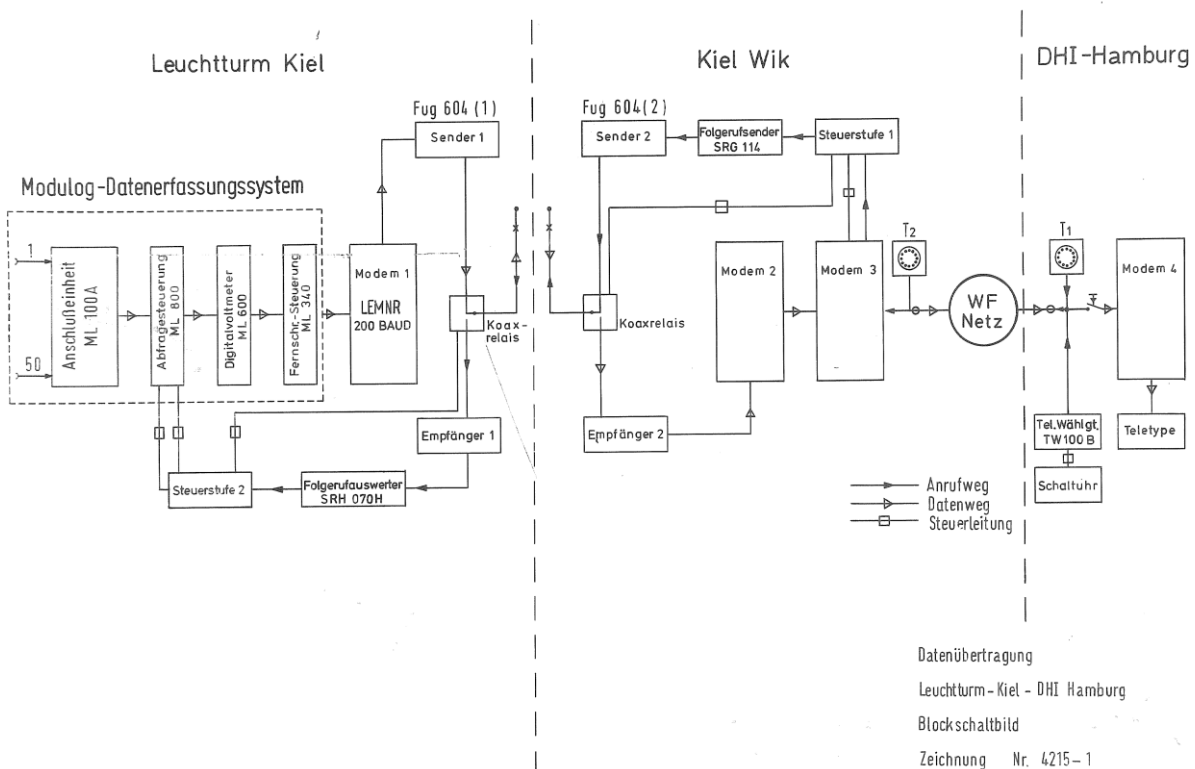 Leuchtturm Kiel
Kiel Wik
DHI-Hamburg
Fug 604 (1)
Sender 1
Modulog-Datenerfassungssystem
1
50
Anschlußeinheit
ML 100A
Abfragesteuerung
ML 800
Digitalvoltmeter
ML 600
Fernschr.-Steuerung
ML 340
Modem 1
LEMNR
200 BAUD
Koax-
relais
Empfänger 1
Steuerstufe 2
Folgerufauswerter
SRH 070H
Fug 604(2)
Sender 2
Folgerufsender
SRG 114
Steuerstufe 1
Koaxrelais
Modem 2
Modem 3
Empfänger 2
T2
WF
Netz
T1
Modem 4
Tel.Wählgt.
TW100 B
Teletype
Schaltuhr
Anrufweg
Datenweg
Steuerleitung
Datenübertragung
Leuchtturm-Kiel - DHI Hamburg
Blockschaltbild
Zeichnung Nr. 4215-1